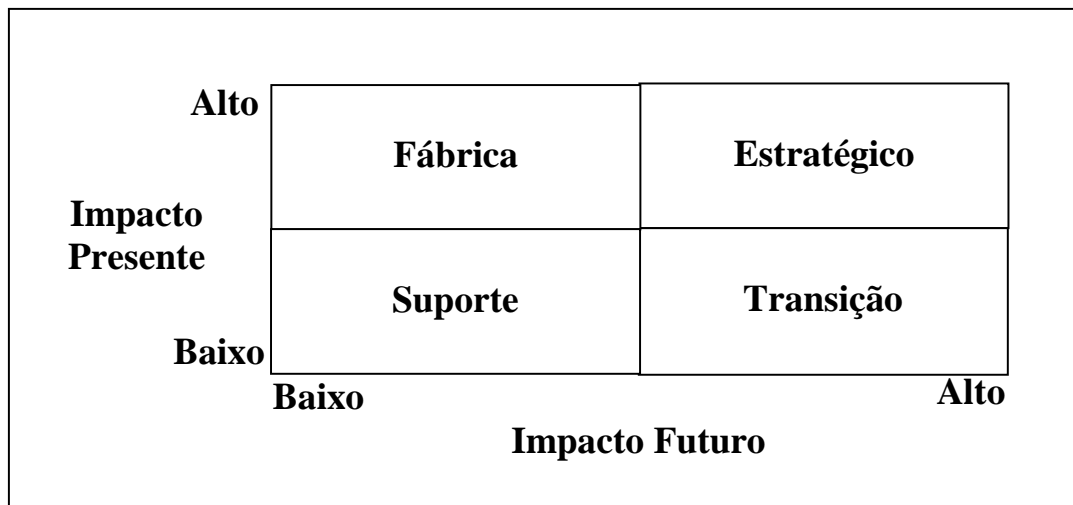 Alto
Fábrica
Estratégico
Impacto
Presente
Suporte
Transição
Baixo
Baixo
Alto
Impacto Futuro